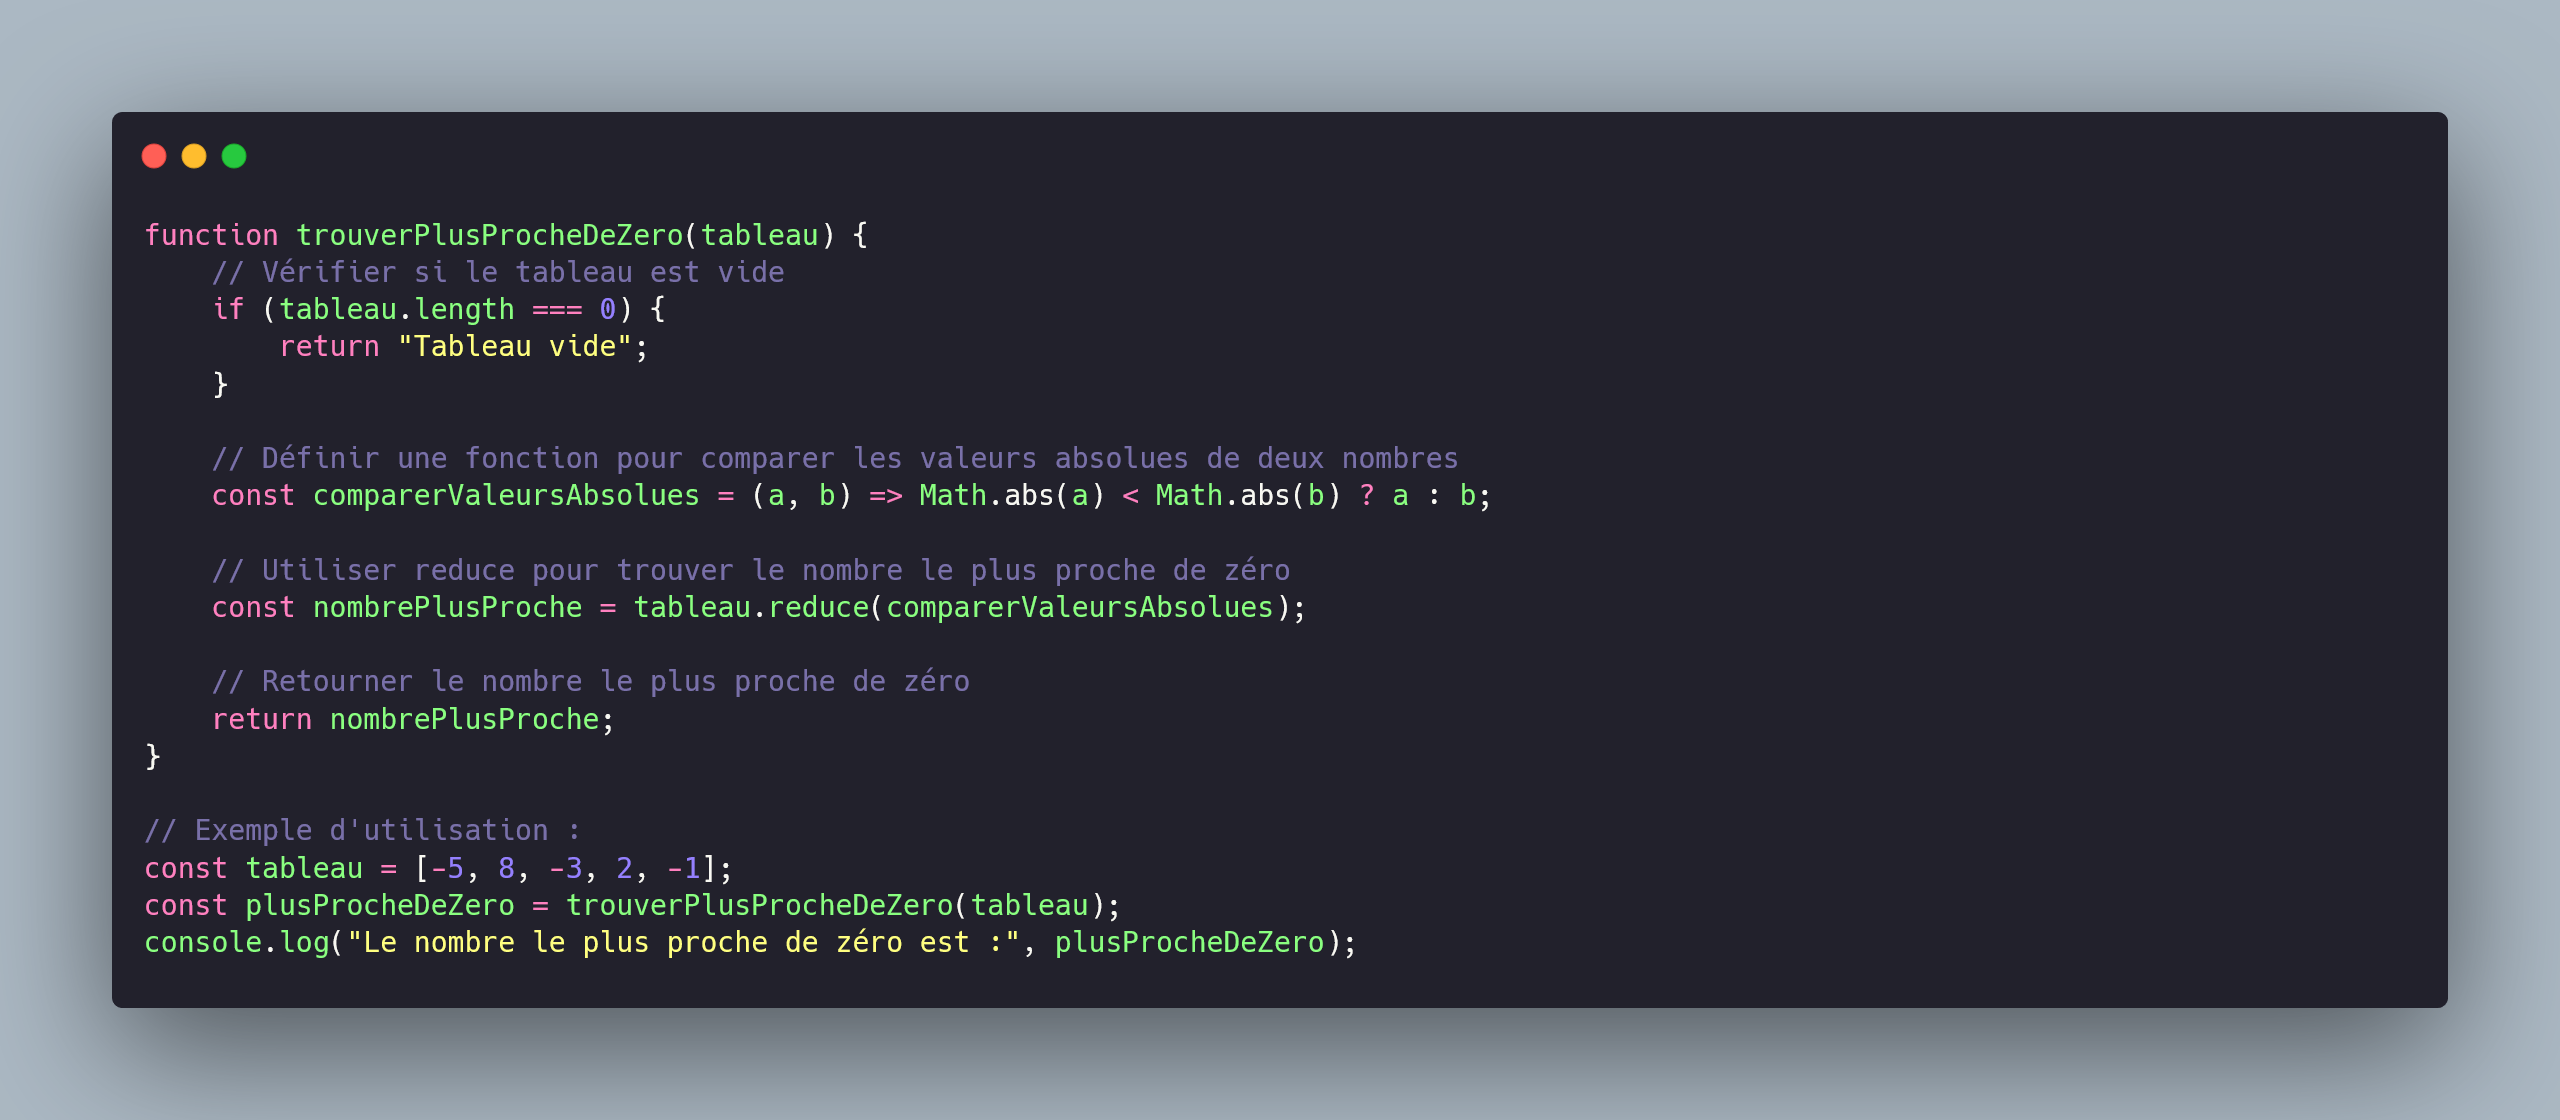 function trouverPlusProcheDeZero(tableau) {
    // Vérifier si le tableau est vide
    if (tableau.length === 0) {
        return "Tableau vide";
    }

    // Définir une fonction pour comparer les valeurs absolues de deux nombres
    const comparerValeursAbsolues = (a, b) => Math.abs(a) < Math.abs(b) ? a : b;

    // Utiliser reduce pour trouver le nombre le plus proche de zéro
    const nombrePlusProche = tableau.reduce(comparerValeursAbsolues);

    // Retourner le nombre le plus proche de zéro
    return nombrePlusProche;
}

// Exemple d'utilisation :
const tableau = [-5, 8, -3, 2, -1];
const plusProcheDeZero = trouverPlusProcheDeZero(tableau);
console.log("Le nombre le plus proche de zéro est :", plusProcheDeZero);